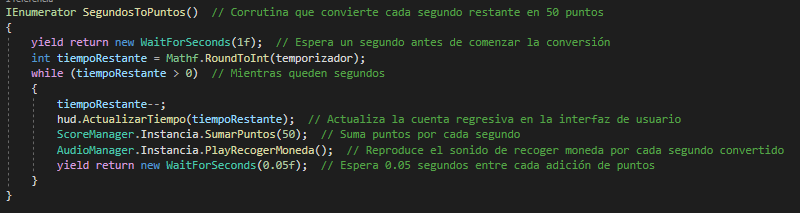 IEnumerator SegundosToPuntos()  // Corrutina que convierte cada segundo restante en 50 puntos
{
    yield return new WaitForSeconds(1f);  // Espera un segundo antes de comenzar la conversión
    int tiempoRestante = Mathf.RoundToInt(temporizador);
    while (tiempoRestante > 0)  // Mientras queden segundos
    {
        tiempoRestante--;
        hud.ActualizarTiempo(tiempoRestante);  // Actualiza la cuenta regresiva en la interfaz de usuario
        ScoreManager.Instancia.SumarPuntos(50);  // Suma puntos por cada segundo
        AudioManager.Instancia.PlayRecogerMoneda();  // Reproduce el sonido de recoger moneda por cada segundo convertido
        yield return new WaitForSeconds(0.05f);  // Espera 0.05 segundos entre cada adición de puntos
    }
}